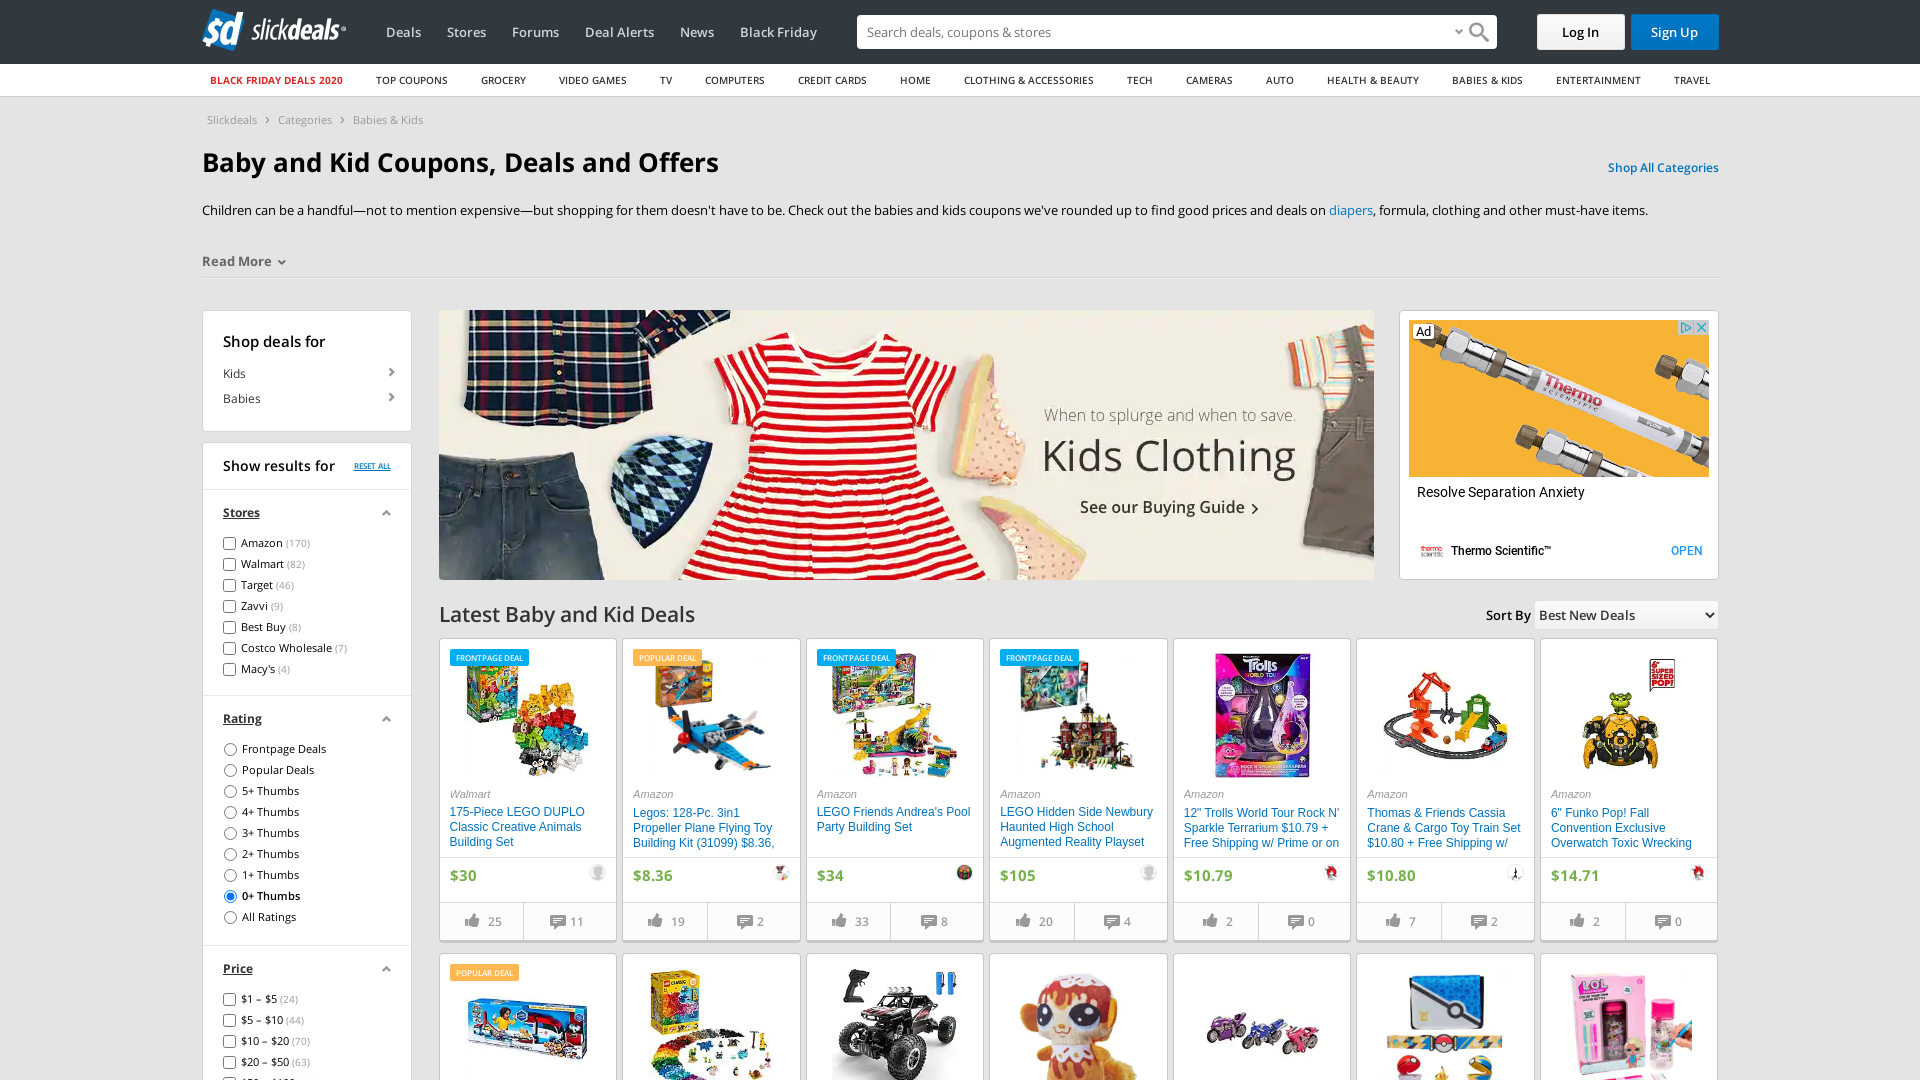 slickdeals
Deals
Stores
Forums
Deal Alerts
News
Black Friday
Search deals, coupons & stores
Log In
Sign Up
BLACK FRIDAY DEALS 2020
TOP COUPONS
GROCERY
VIDEO GAMES
TV
COMPUTERS
CREDIT CARDS
HOME
CLOTHING & ACCESSORIES
TECH
CAMERAS
AUTO
HEALTH & BEAUTY
BABIES & KIDS
ENTERTAINMENT
TRAVEL
Slickdeals
Categories
Babies & Kids
Baby and Kid Coupons, Deals and Offers
Shop All Categories
Children can be a handful—not to mention expensive—but shopping for them doesn't have to be. Check out the babies and kids coupons we've rounded up to find good prices and deals on diapers, formula, clothing and other must-have items.
Read More
Shop deals for
Kids
Babies
Show results for
RESET ALL
Stores
Amazon (170)
Walmart (82)
Target (46)
Zavvi (9)
Best Buy (8)
Costco Wholesale (7)
Macy's (4)
Rating
Frontpage Deals
Popular Deals
5+ Thumbs
4+ Thumbs
3+ Thumbs
2+ Thumbs
1+ Thumbs
0+ Thumbs
All Ratings
Price
$1 – $5 (24)
$5 – $10 (44)
$10 – $20 (70)
$20 – $50 (63)
When to splurge and when to save.
Kids Clothing
See our Buying Guide
Ad
Thermo
SCIENTIFIC
Resolve Separation Anxiety
Thermo Scientific™
OPEN
Latest Baby and Kid Deals
Sort By
Best New Deals
FRONTPAGE DEAL
Walmart
175-Piece LEGO DUPLO
Classic Creative Animals
Building Set
$30
25
11
POPULAR DEAL
Amazon
Legos: 128-Pc. 3in1
Propeller Plane Flying Toy
Building Kit (31099) $8.36,
$8.36
19
2
FRONTPAGE DEAL
Amazon
LEGO Friends Andrea's Pool
Party Building Set
$34
33
8
FRONTPAGE DEAL
Amazon
LEGO Hidden Side Newbury
Haunted High School
Augmented Reality Playset
$105
20
4
Trolls
WORLD TOUR
Amazon
12" Trolls World Tour Rock N'
Sparkle Terrarium $10.79 +
Free Shipping w/ Prime or on
$10.79
2
0
Amazon
Thomas & Friends Cassia
Crane & Cargo Toy Train Set
$10.80 + Free Shipping w/
$10.80
7
2
6"
SUPER
SIZED
POP!
Amazon
6" Funko Pop! Fall
Convention Exclusive
Overwatch Toxic Wrecking
$14.71
2
0
POPULAR DEAL
L.O.L